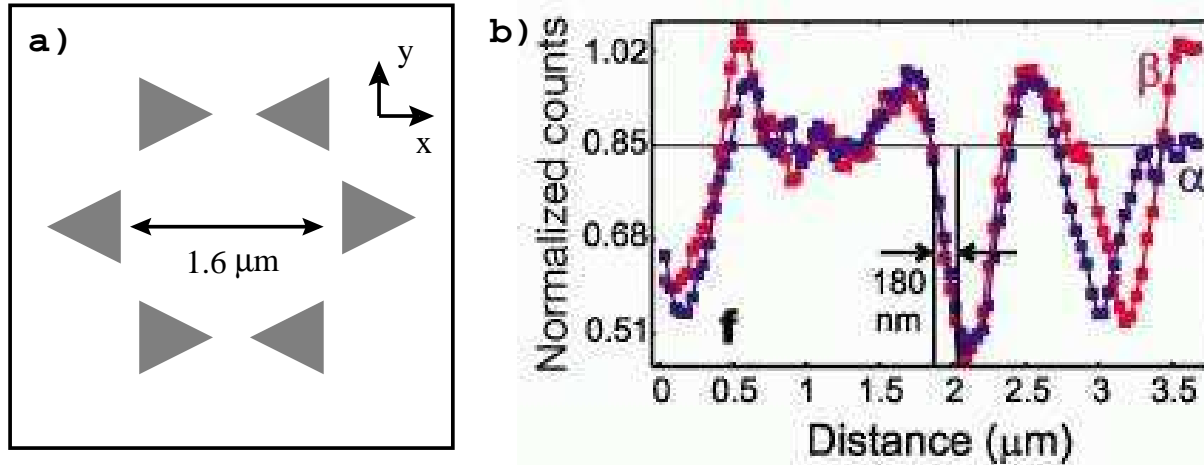 a)
y
x
1.6 μm
b)
Normalized counts
1.02
0.85
0.68
0.51
β
α
180
nm
f
0 0.5 1 1.5 2 2.5 3 3.5
Distance (μm)